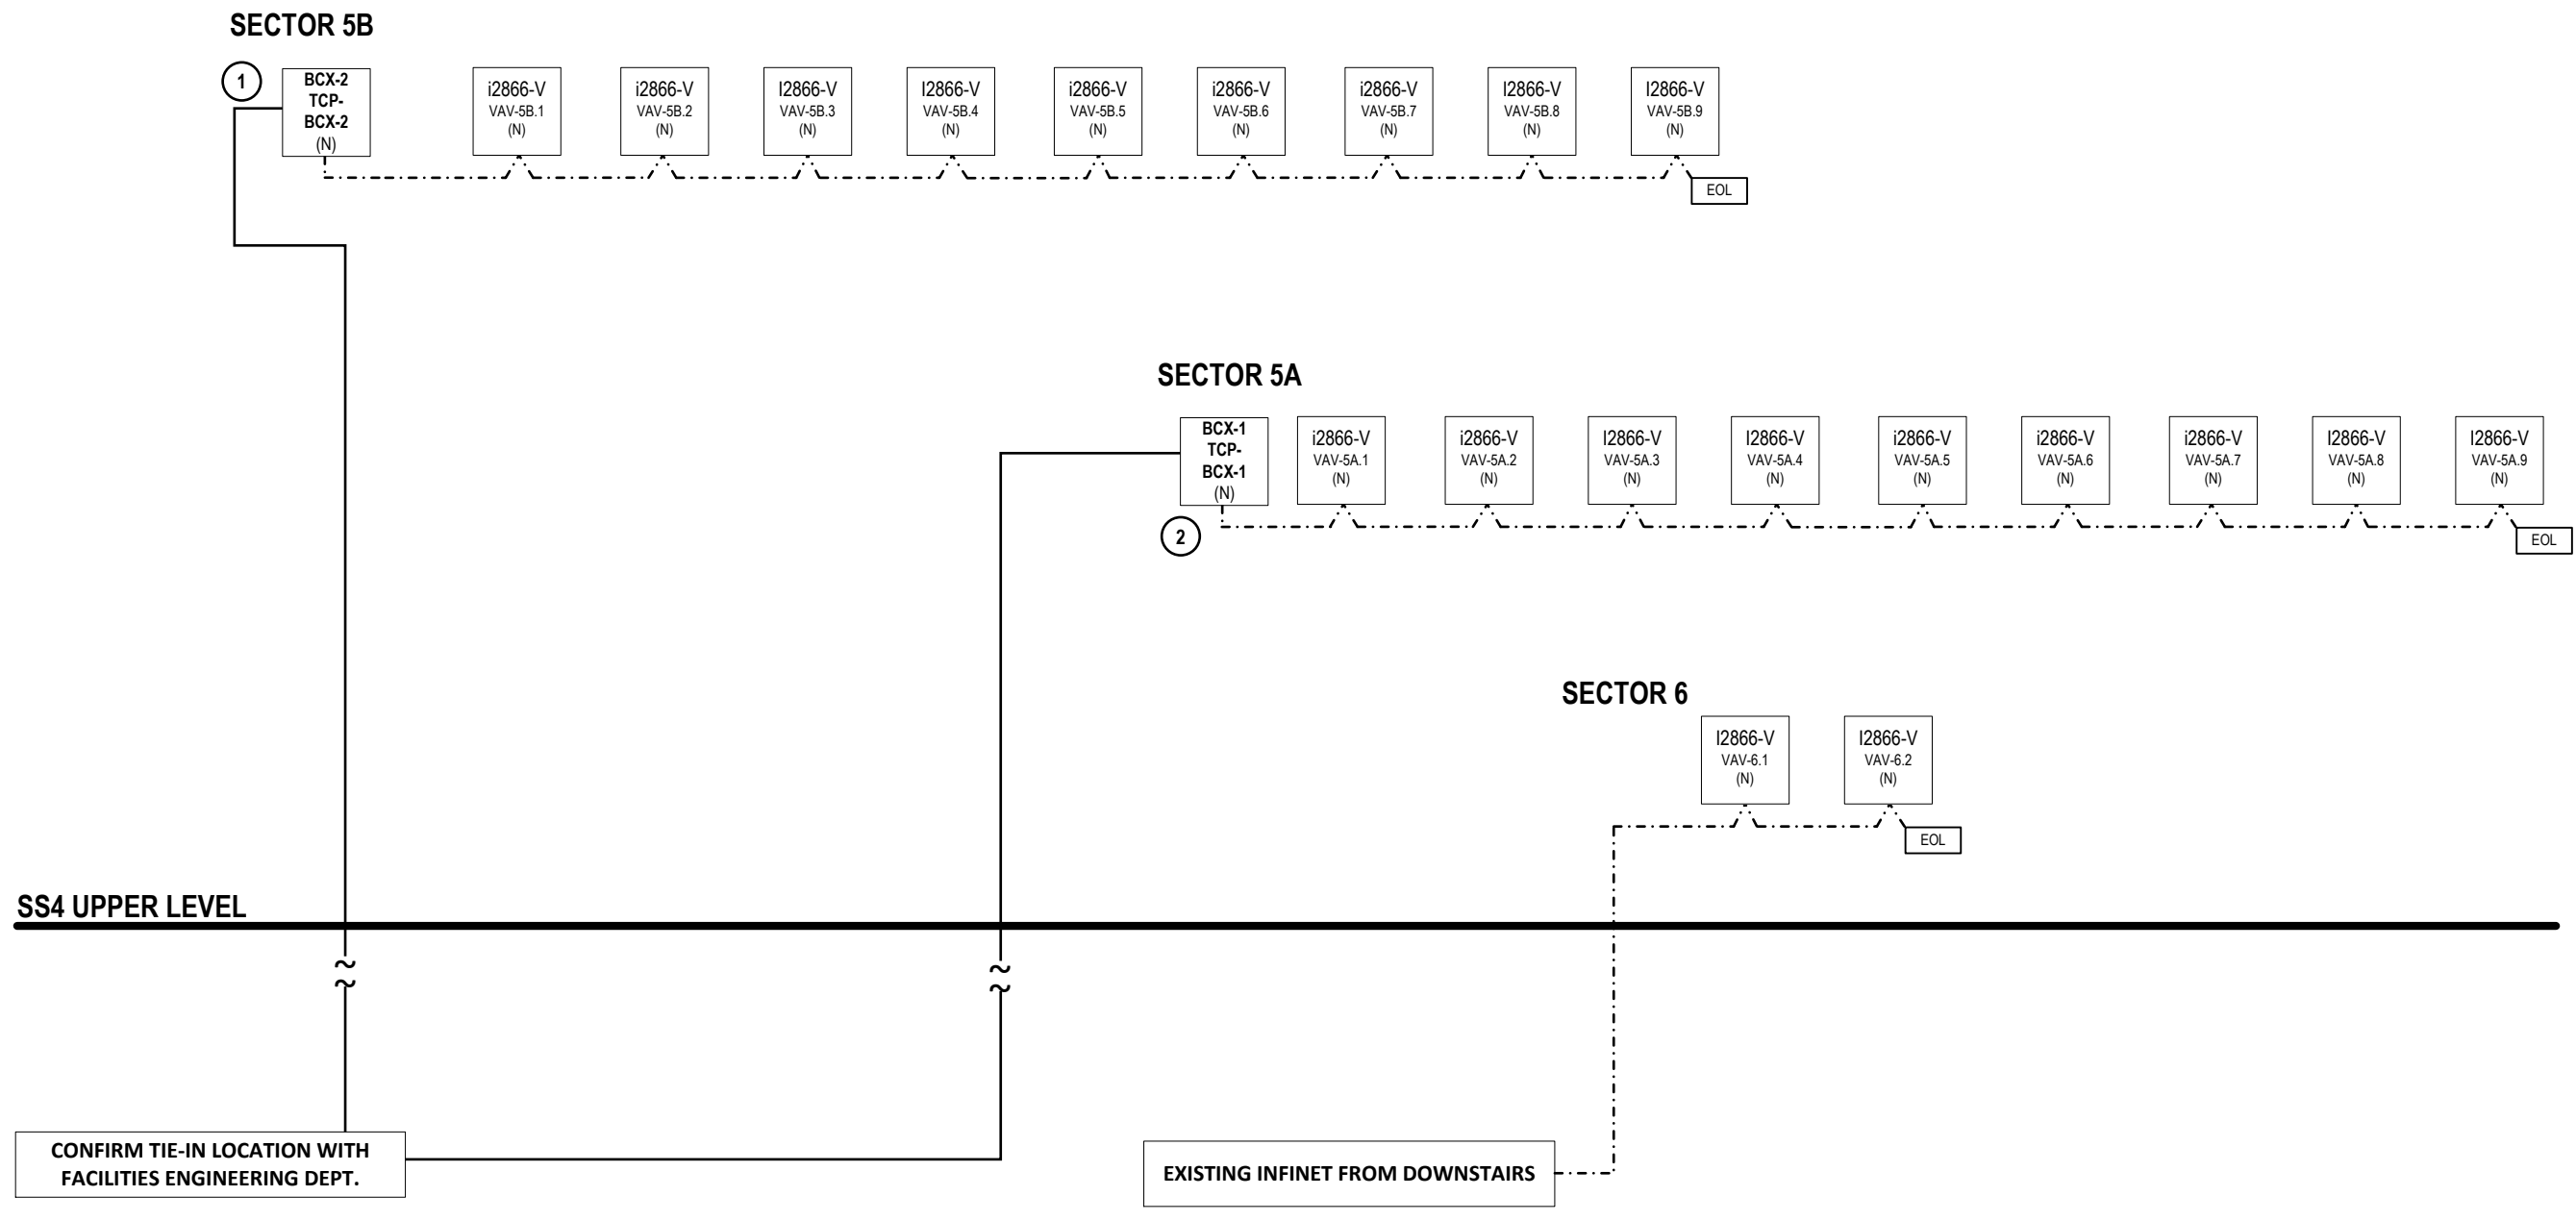 SECTOR 5B
1
BCX-2
TCP-
BCX-2
(N)
i2866-V
VAV-5B.1
(N)
i2866-V
VAV-5B.2
(N)
I2866-V
VAV-5B.3
(N)
I2866-V
VAV-5B.4
(N)
i2866-V
VAV-5B.5
(N)
i2866-V
VAV-5B.6
(N)
i2866-V
VAV-5B.7
(N)
I2866-V
VAV-5B.8
(N)
I2866-V
VAV-5B.9
(N)
EOL
SECTOR 5A
BCX-1
TCP-
BCX-1
(N)
2
i2866-V
VAV-5A.1
(N)
i2866-V
VAV-5A.2
(N)
I2866-V
VAV-5A.3
(N)
I2866-V
VAV-5A.4
(N)
i2866-V
VAV-5A.5
(N)
i2866-V
VAV-5A.6
(N)
i2866-V
VAV-5A.7
(N)
I2866-V
VAV-5A.8
(N)
I2866-V
VAV-5A.9
(N)
EOL
SECTOR 6
I2866-V
VAV-6.1
(N)
I2866-V
VAV-6.2
(N)
EOL
SS4 UPPER LEVEL
CONFIRM TIE-IN LOCATION WITH
FACILITIES ENGINEERING DEPT.
EXISTING INFINET FROM DOWNSTAIRS